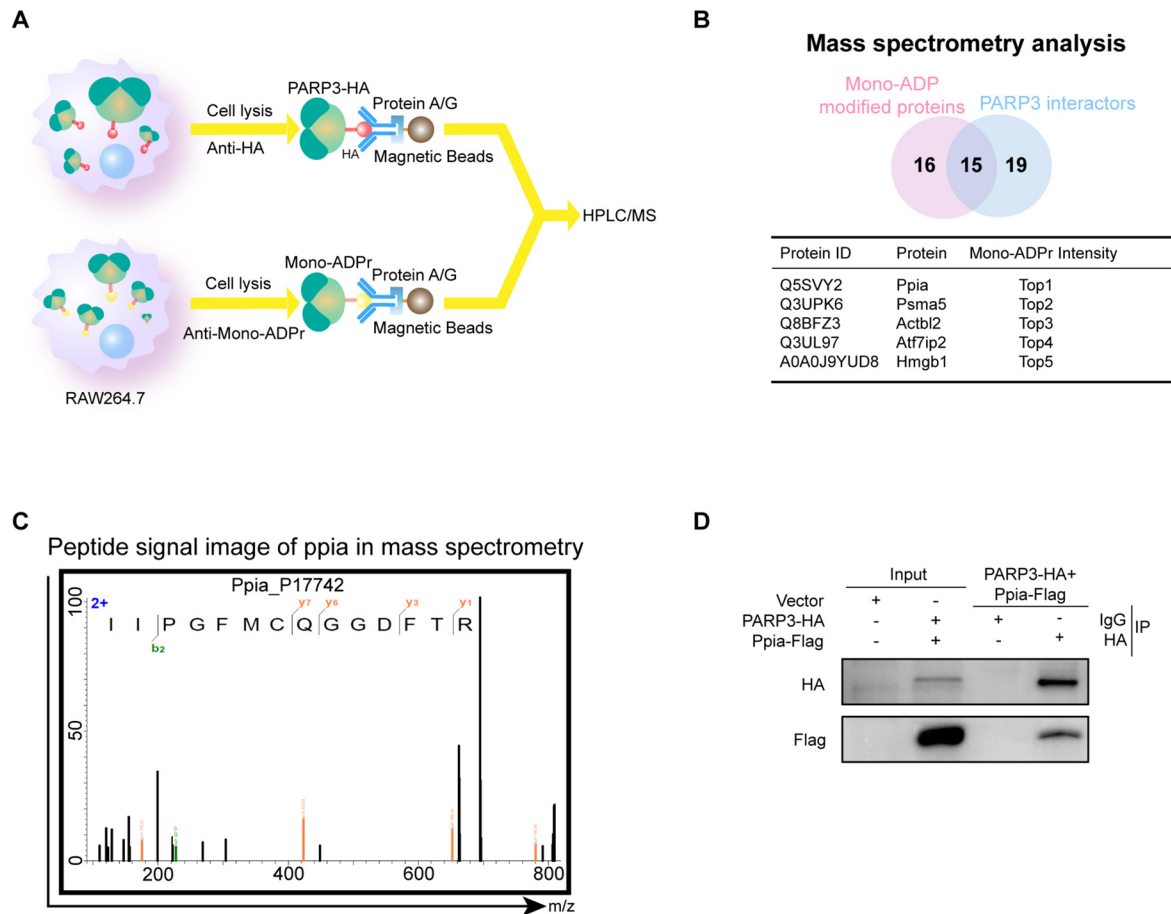 A
PARP3-HA
Cell lysis
Protein A/G
Anti-HA
HA
Magnetic Beads
HPLC/MS
Mono-ADPr
Cell lysis
Protein A/G
Anti-Mono-ADPr
Magnetic Beads
RAW264.7
B
Mass spectrometry analysis
Mono-ADP
modified proteins
PARP3 interactors
16 15 19
Protein ID Protein Mono-ADPr Intensity
Q5SVY2 Ppia Top1
Q3UPK6 Psma5 Top2
Q8BFZ3 Actbl2 Top3
Q3UL97 Atf7ip2 Top4
A0A0J9YUD8 Hmgb1 Top5
C
Peptide signal image of ppia in mass spectrometry
Ppia_P17742
2+
y7 y6 y3 y1
I I P G F M C Q G G D F T R
b2
100
50
0
200 400 600 800
m/z
D
Input
PARP3-HA+
Ppia-Flag
Vector + -
PARP3-HA - + + - IgG
Ppia-Flag - + - + HA
IP
HA
Flag